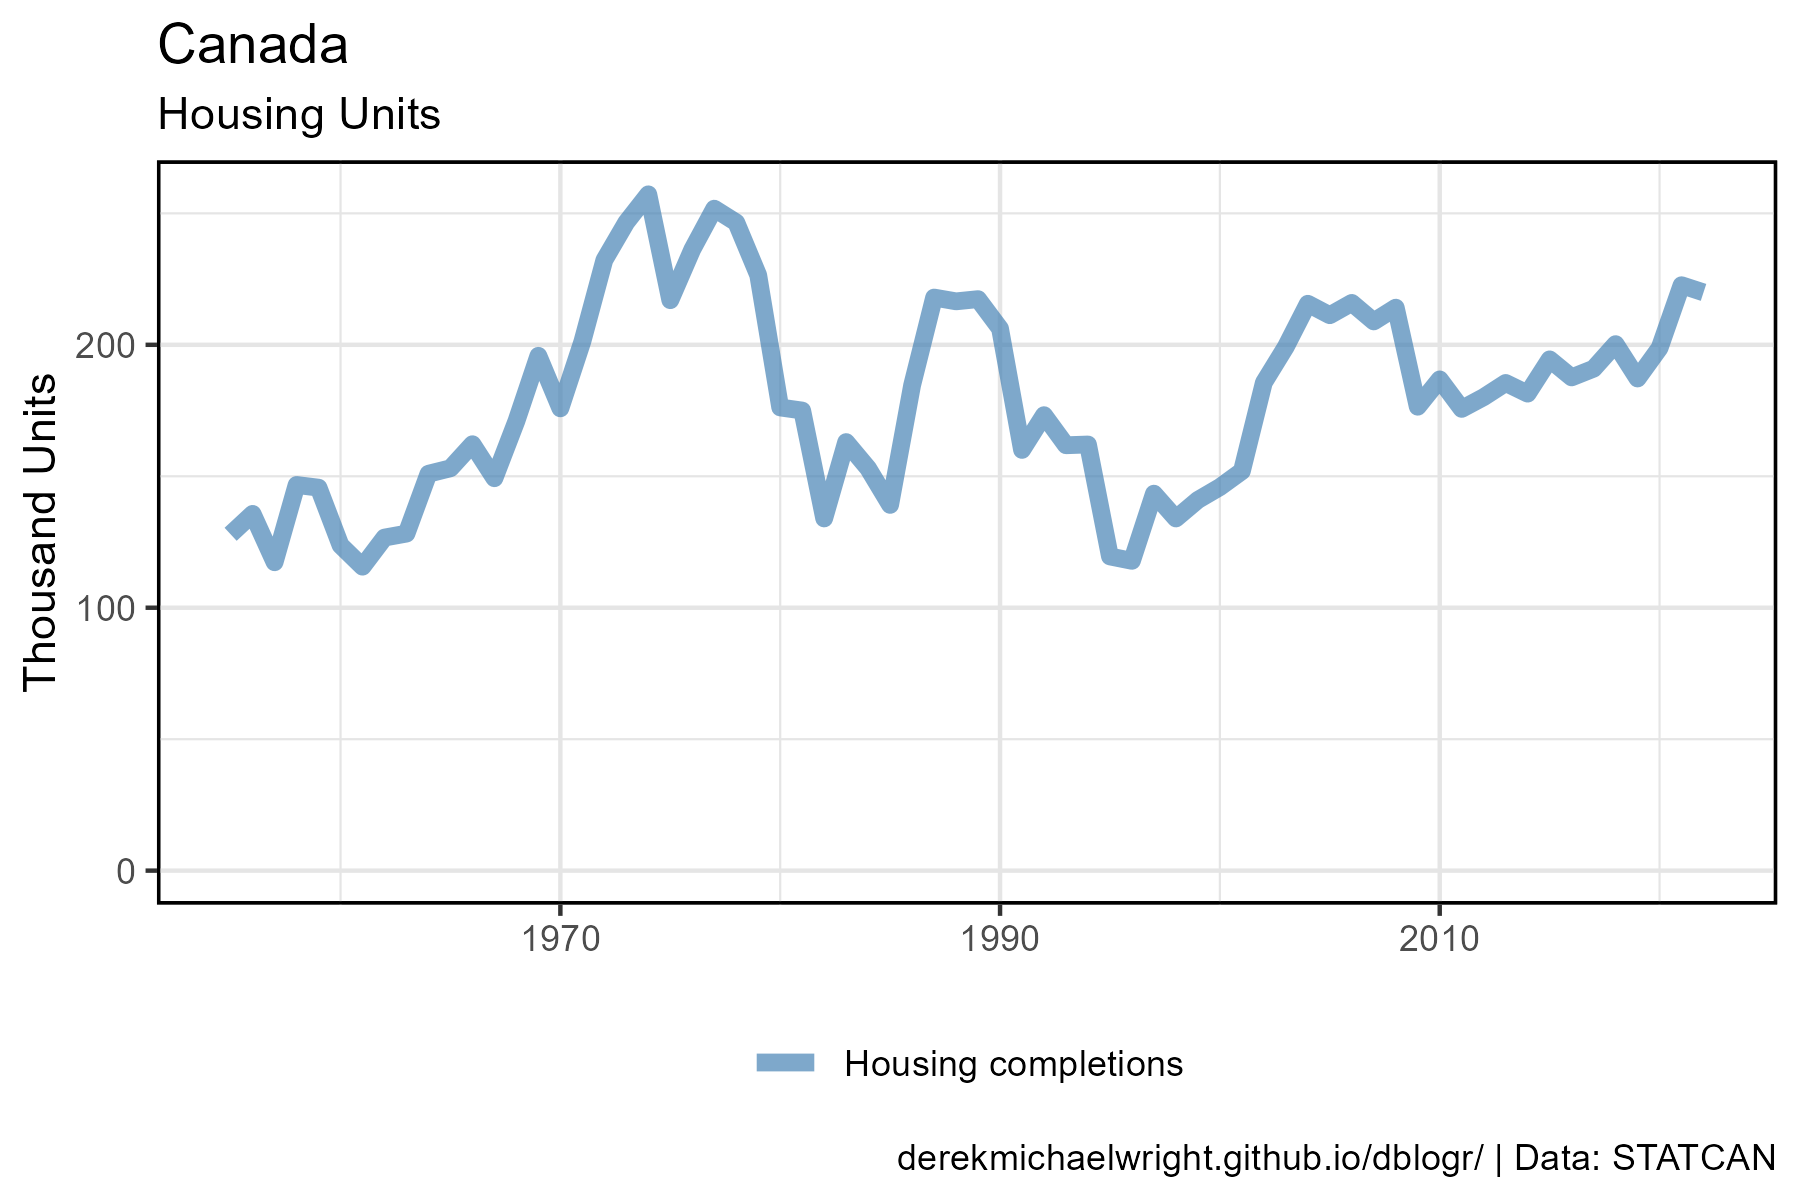 Canada
Housing Units
Thousand Units
200
100
0
1970
1990
2010
Housing completions
derekmichaelwright.github.io/dblogr/ | Data: STATCAN